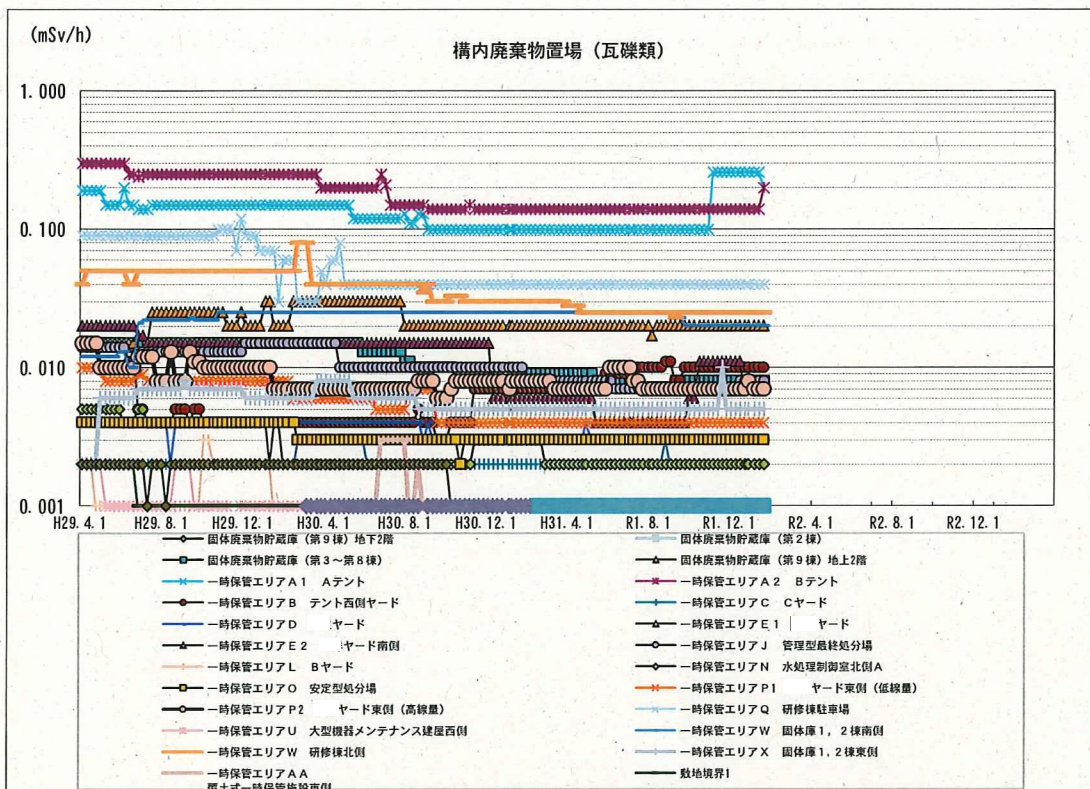 (mSv/h)
構内廃棄物置場（瓦礫類）
1.000
0.100
0.010
0.001
H29. 4. 1 H29. 8. 1 H29. 12. 1 H30. 4. 1 H30. 8. 1 H30. 12. 1 H31. 4. 1 R1. 8. 1 R1. 12. 1 R2. 4. 1 R2. 8. 1 R2. 12. 1
固体廃棄物貯蔵庫（第９棟）地下2階 固体廃棄物貯蔵庫（第２棟）
固体廃棄物貯蔵庫（第３～第８棟） 固体廃棄物貯蔵庫（第９棟）地上2階
一時保管エリアＡ１ Ａテント 一時保管エリアＡ２ Ｂテント
一時保管エリアＢ テント西側ヤード 一時保管エリアＣ Ｃヤード
一時保管エリアＤ ヤード 一時保管エリアＥ１ ヤード
一時保管エリアＥ２ ヤード南側 一時保管エリアＪ 管理型最終処分場
一時保管エリアＬ Ｂヤード 一時保管エリアＮ 水処理制御室北側Ａ
一時保管エリアＯ 安定型処分場 一時保管エリアＰ1 ヤード東側（低線量）
一時保管エリアＰ2 ヤード東側（高線量） 一時保管エリアＱ 研修棟駐車場
一時保管エリアＵ 大型機器メンテナンス建屋西側 一時保管エリアＷ 固体庫１，２棟南側
一時保管エリアＷ 研修棟北側 一時保管エリアＸ 固体庫１，２棟東側
一時保管エリアＡＡ 敷地境界1
覆土式一時保管施設東側